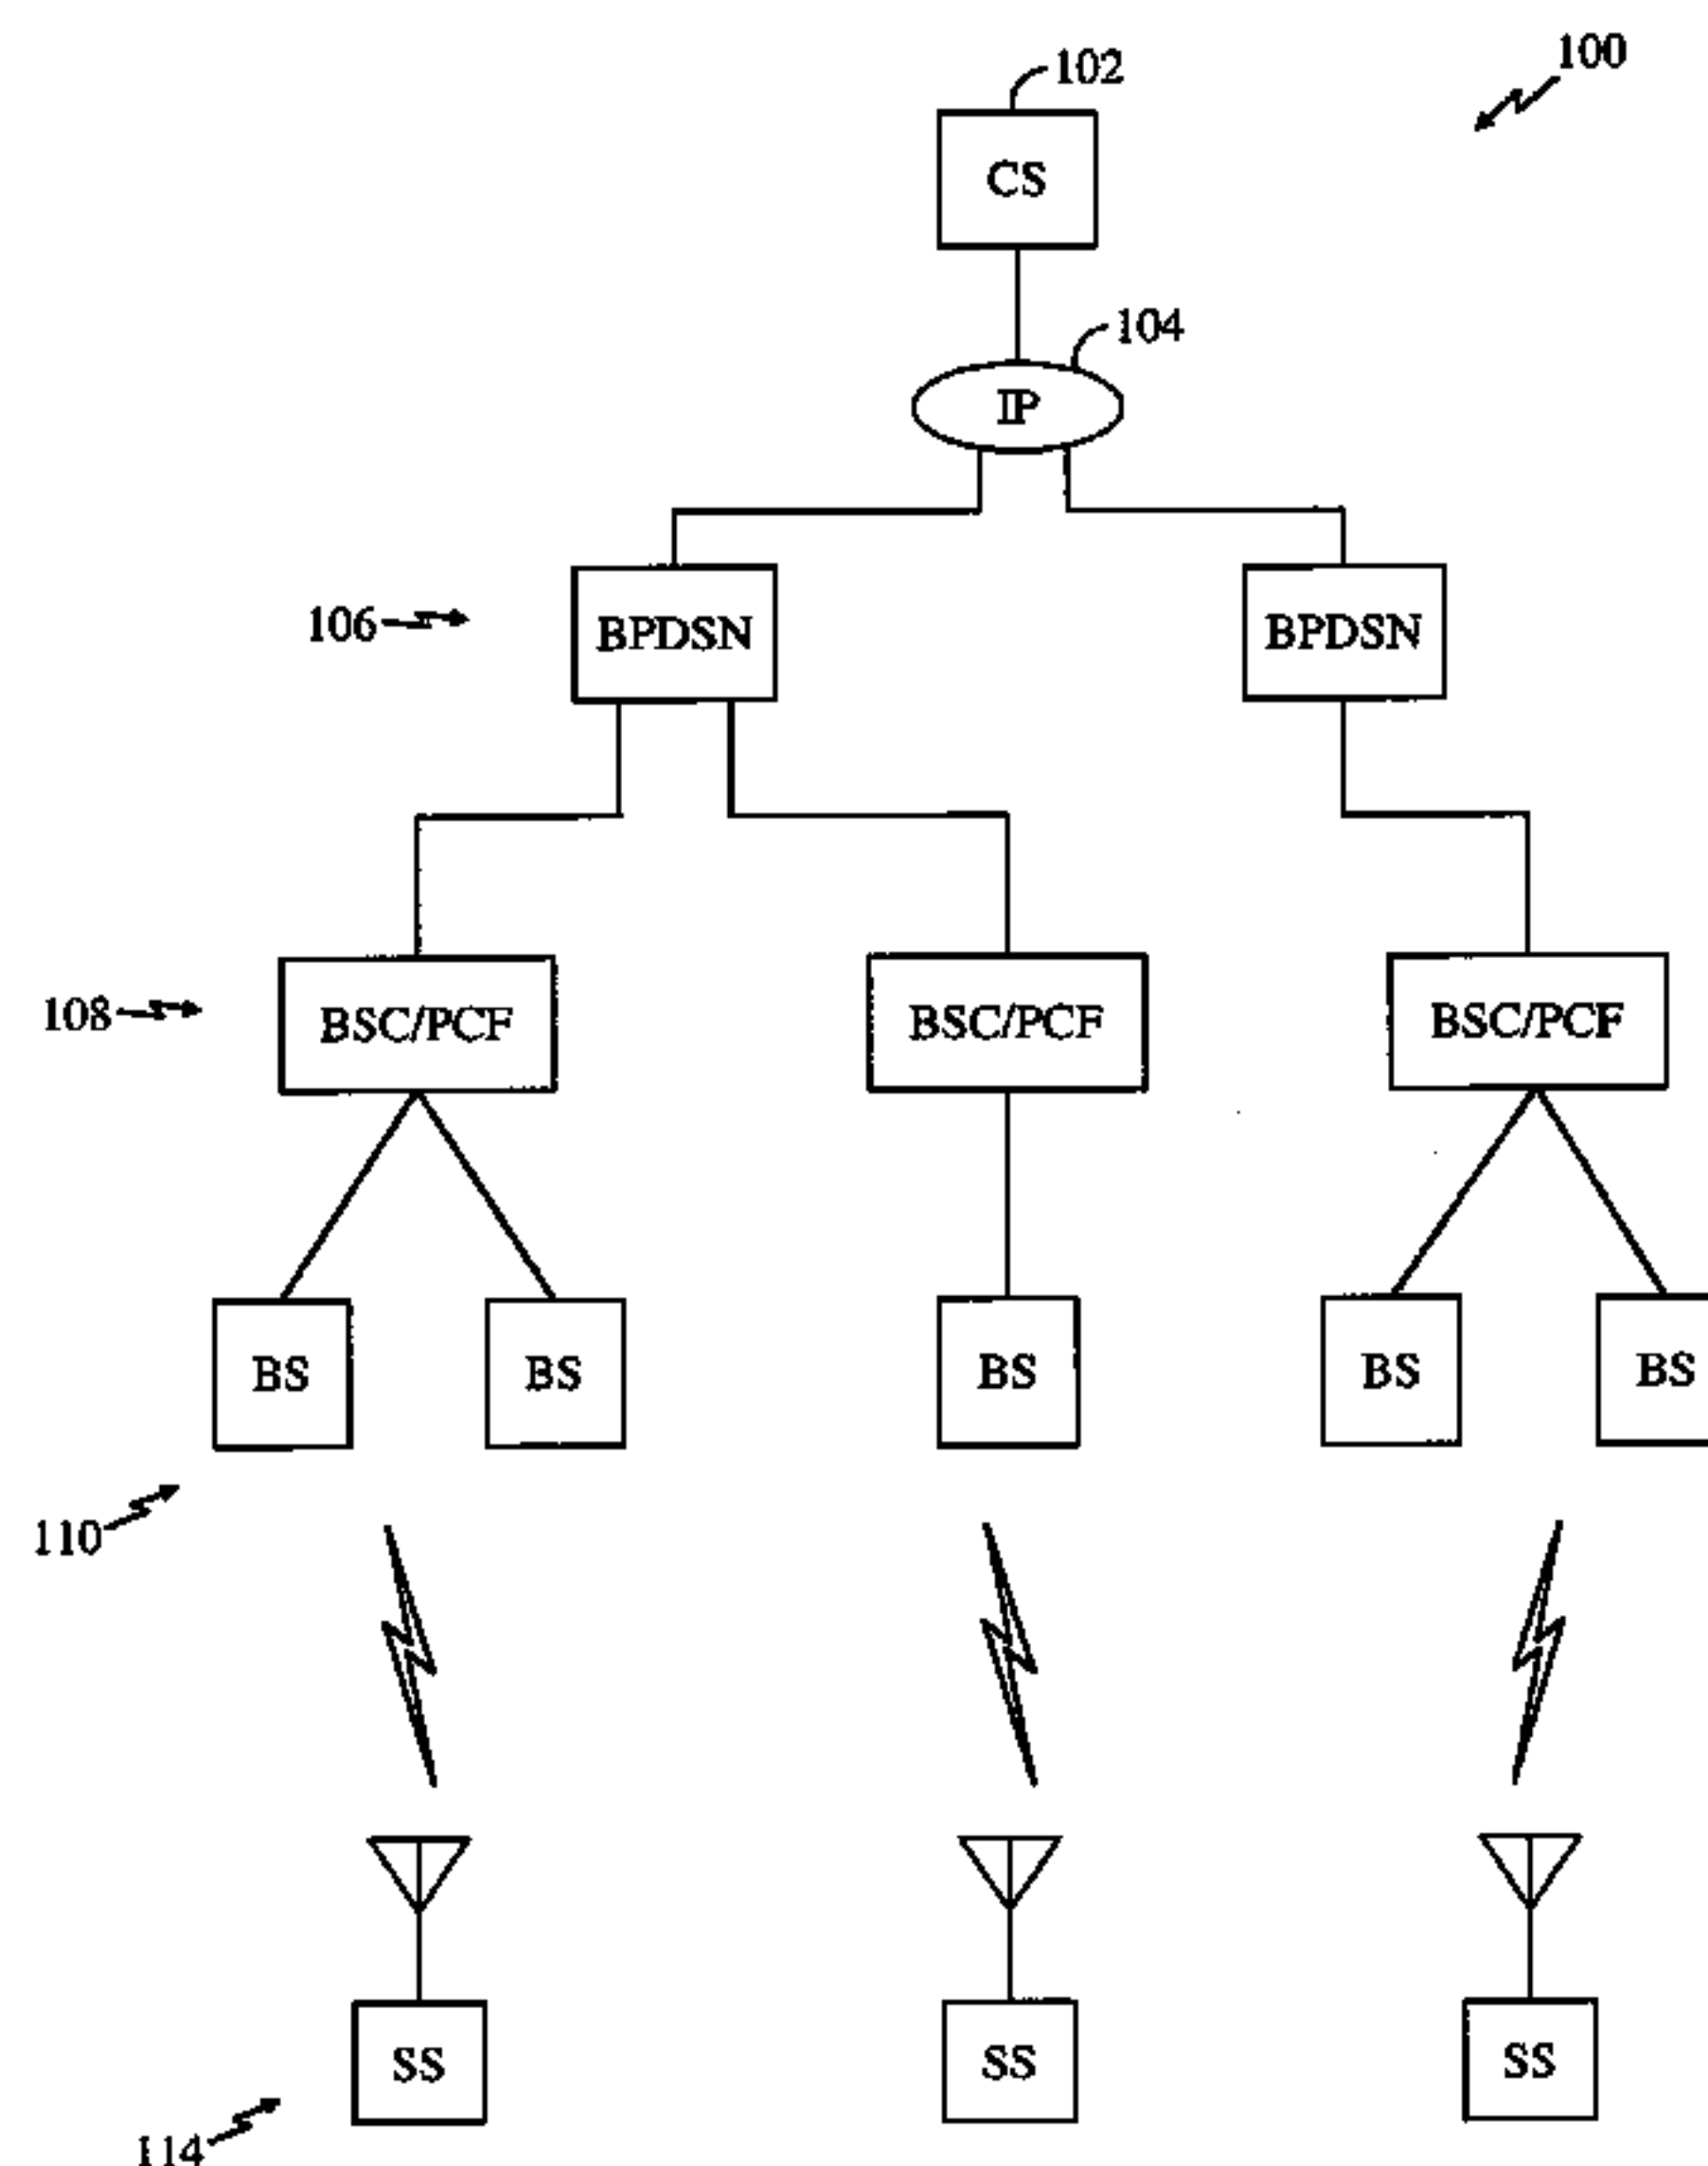 100
102
CS
104
IP
106 BPDSN BPDSN
108 BSC/PCF BSC/PCF BSC/PCF
BS BS BS BS BS
110
SS SS SS
114